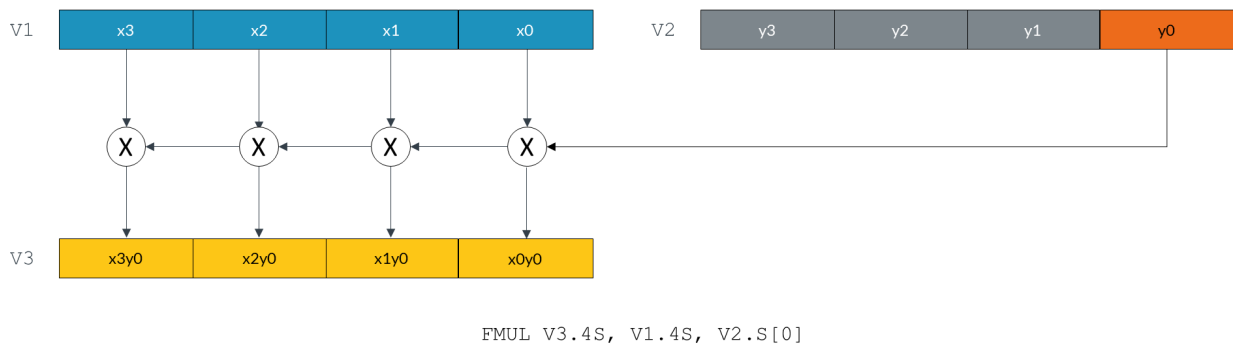 V1 x3 x2 x1 x0 V2 y3 y2 y1 y0
X X X X
V3 x3y0 x2y0 x1y0 x0y0
FMUL V3.4S, V1.4S, V2.S[0]